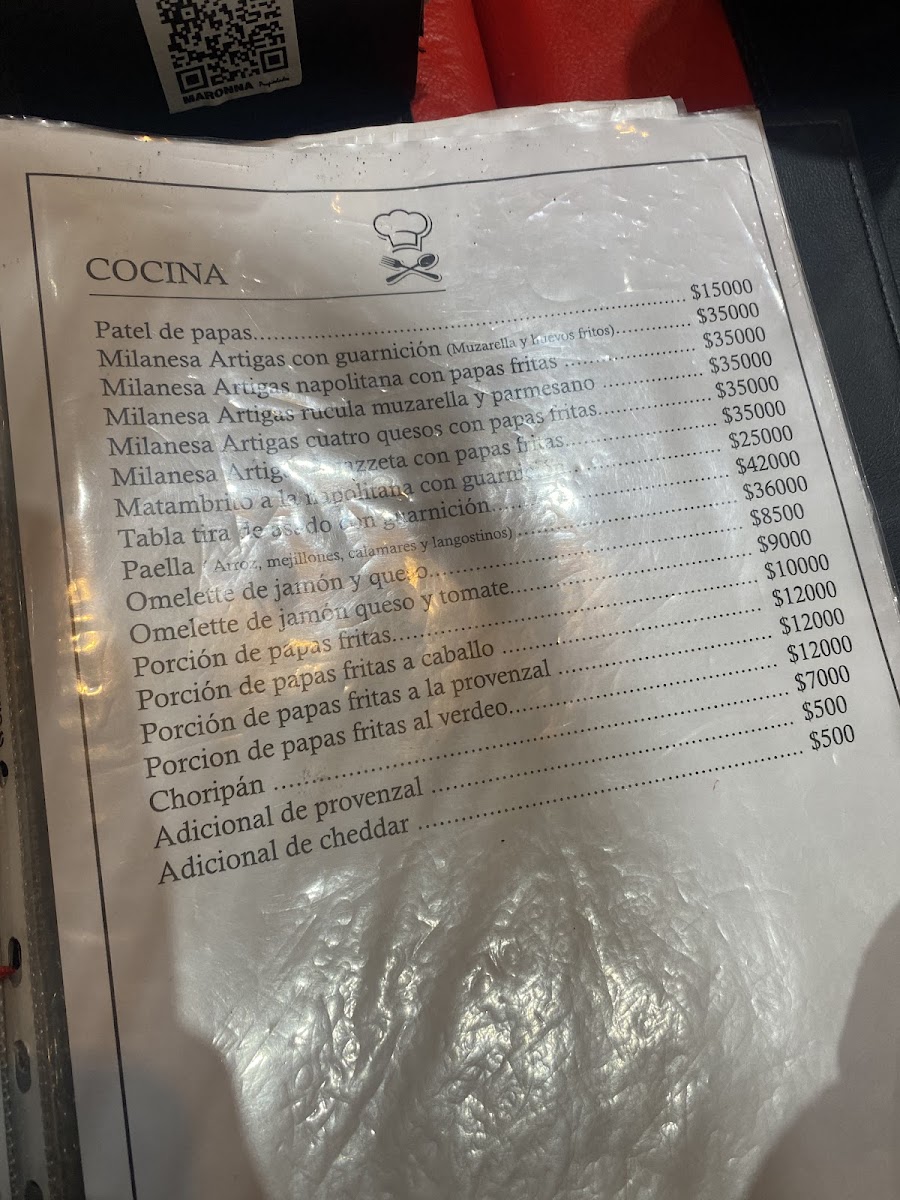 MARONNA Propiedades
COCINA
Patel de papas.......... $15000
Milanesa Artigas con guarnición (Muzarella y huevos fritos).......... $35000
Milanesa Artigas napolitana con papas fritas .......... $35000
Milanesa Artigas rucula muzarella y parmesano .......... $35000
Milanesa Artigas cuatro quesos con papas fritas.......... $35000
Milanesa con papas fritas.......... $35000
Matambrito a la napolitana con guarnición .......... $25000
Tabla tira de asado con guarnición.......... $42000
Paella (Arroz, mejillones, calamares y langostinos) .......... $36000
Omelette de jamón y queso.......... $8500
Omelette de jamón queso y tomate.......... $9000
Porción de papas fritas.......... $10000
Porción de papas fritas a caballo .......... $12000
Porción de papas fritas a la provenzal .......... $12000
Porcion de papas fritas al verdeo.......... $12000
Choripán .......... $7000
Adicional de provenzal .......... $500
Adicional de cheddar .......... $500